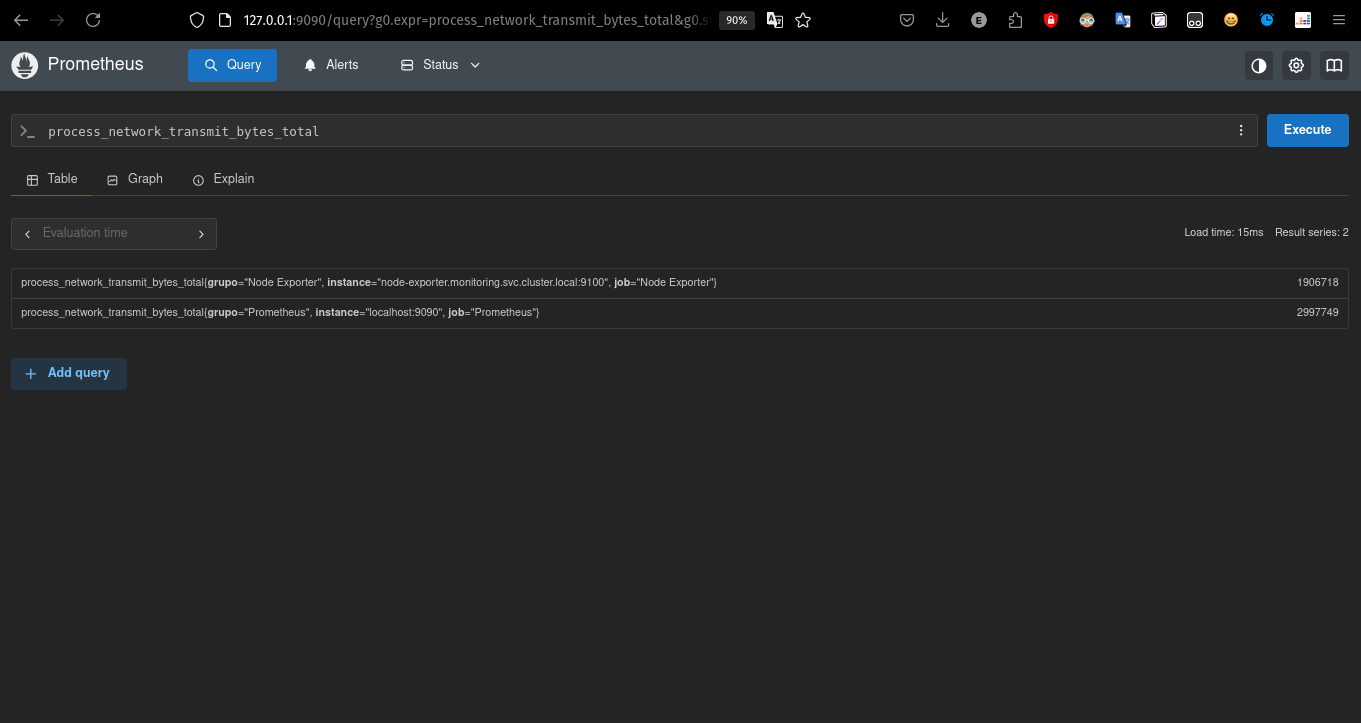 127.0.0.1:9090/query?g0.expr=process_network_transmit_bytes_total&g0.s
90%
E
Prometheus
Query
Alerts
Status
>_ process_network_transmit_bytes_total
Execute
Table
Graph
Explain
Evaluation time
Load time: 15ms Result series: 2
process_network_transmit_bytes_total{grupo="Node Exporter", instance="node-exporter.monitoring.svc.cluster.local:9100", job="Node Exporter"} 1906718
process_network_transmit_bytes_total{grupo="Prometheus", instance="localhost:9090", job="Prometheus"} 2997749
+ Add query